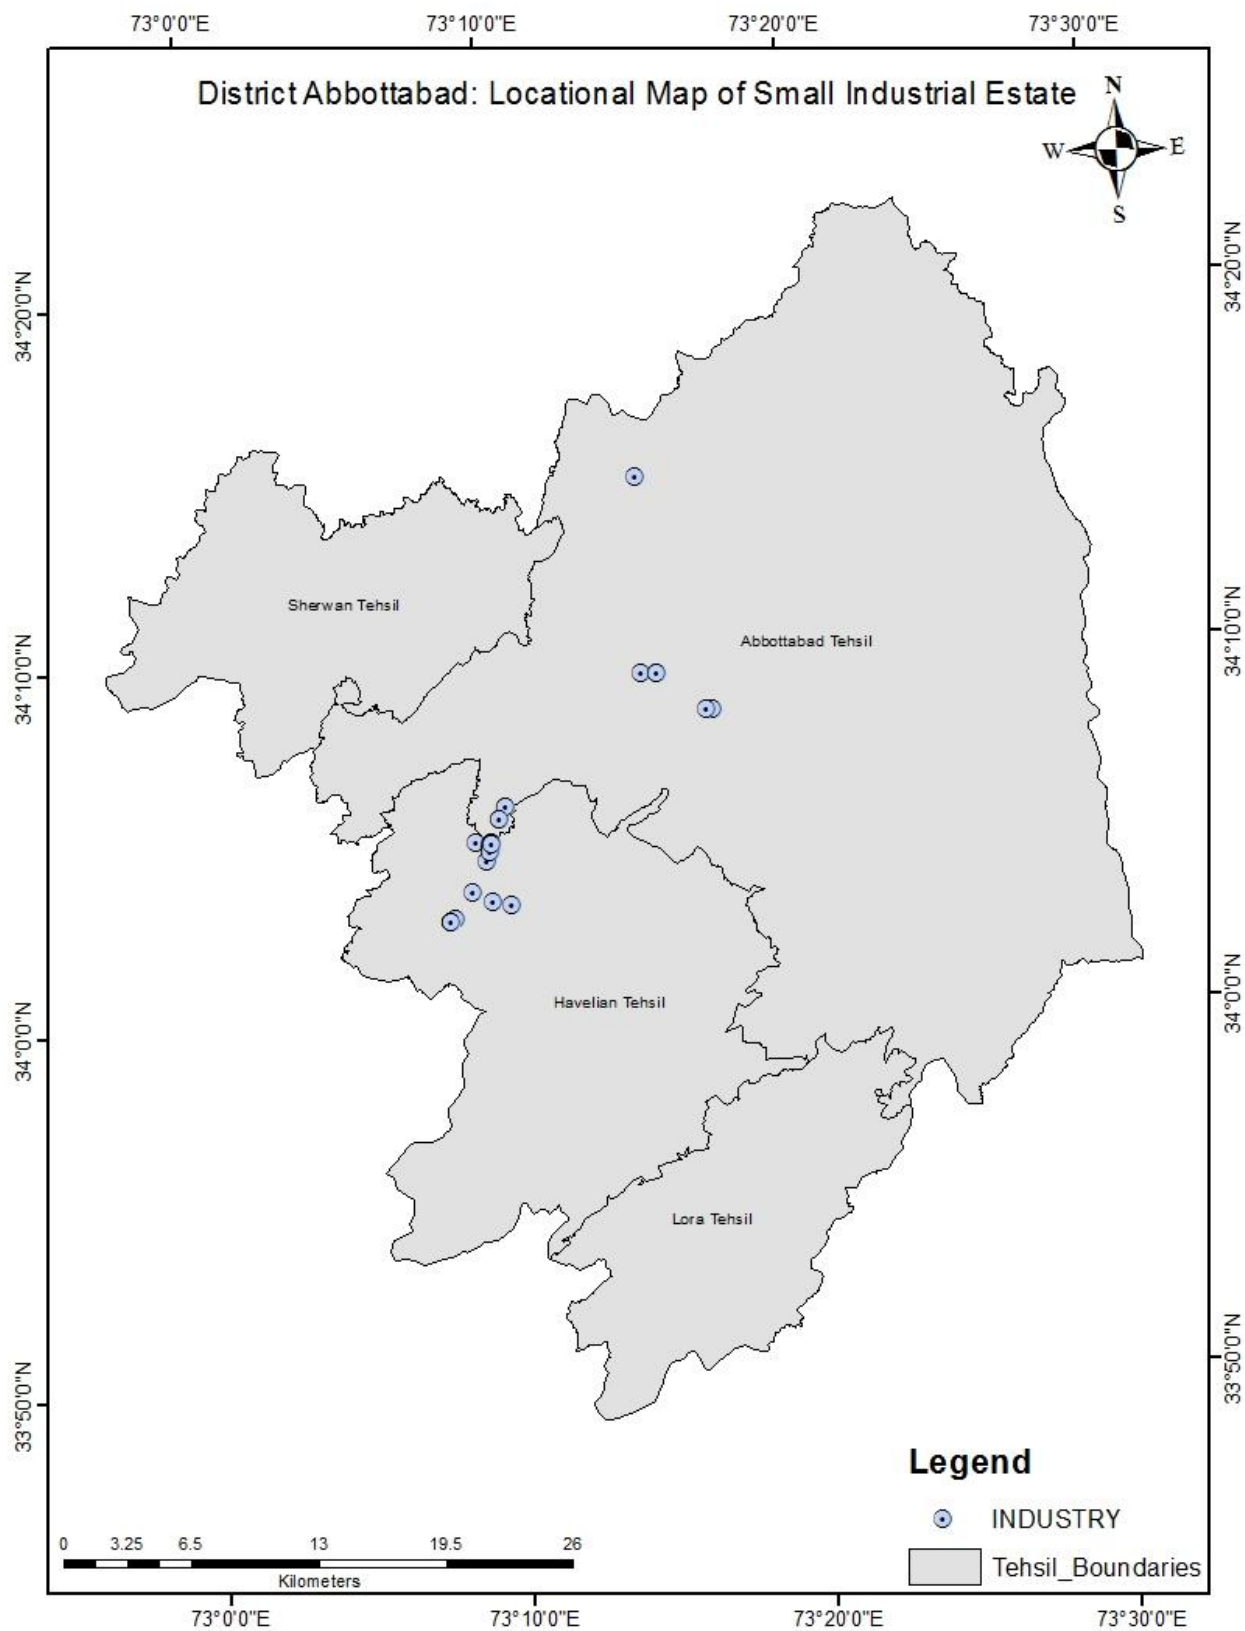 73°0'0"E 73°10'0"E 73°20'0"E 73°30'0"E
District Abbottabad: Locational Map of Small Industrial Estate
N
W E
S
34°20'0"N
34°20'0"N
Sherwan Tehsil
Abbottabad Tehsil
34°10'0"N
34°10'0"N
Havelian Tehsil
34°0'0"N
34°0'0"N
Lora Tehsil
33°50'0"N
33°50'0"N
Legend
INDUSTRY
Tehsil_Boundaries
0 3.25 6.5 13 19.5 26
Kilometers
73°0'0"E 73°10'0"E 73°20'0"E 73°30'0"E